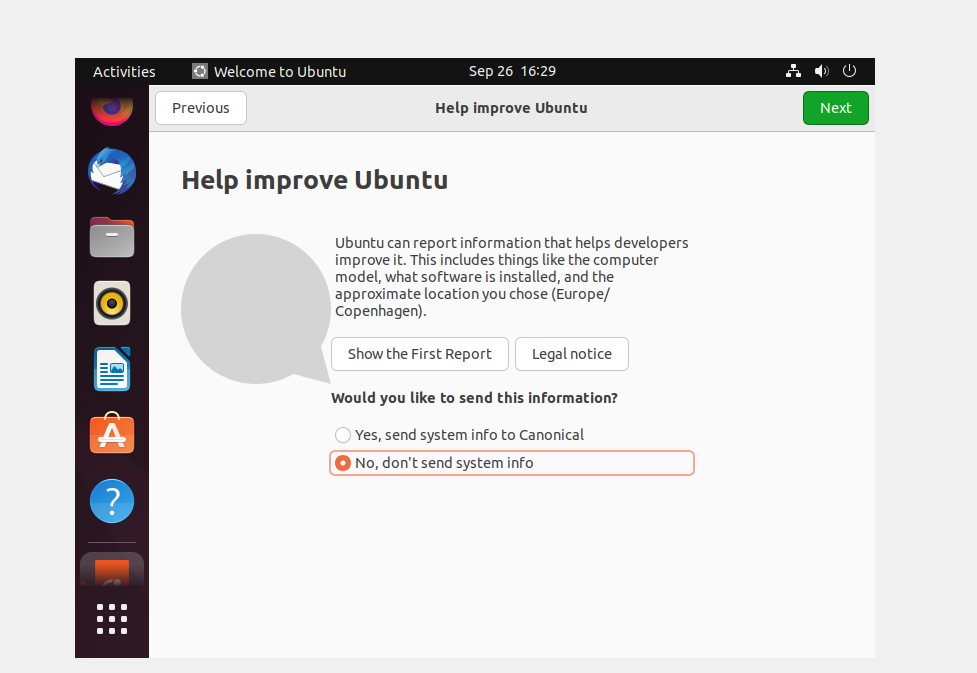 Activities
Welcome to Ubuntu
Sep 26 16:29
Previous
Help improve Ubuntu
Next
Help improve Ubuntu
Ubuntu can report information that helps developers
improve it. This includes things like the computer
model, what software is installed, and the
approximate location you chose (Europe/
Copenhagen).
Show the First Report
Legal notice
Would you like to send this information?
Yes, send system info to Canonical
No, don't send system info